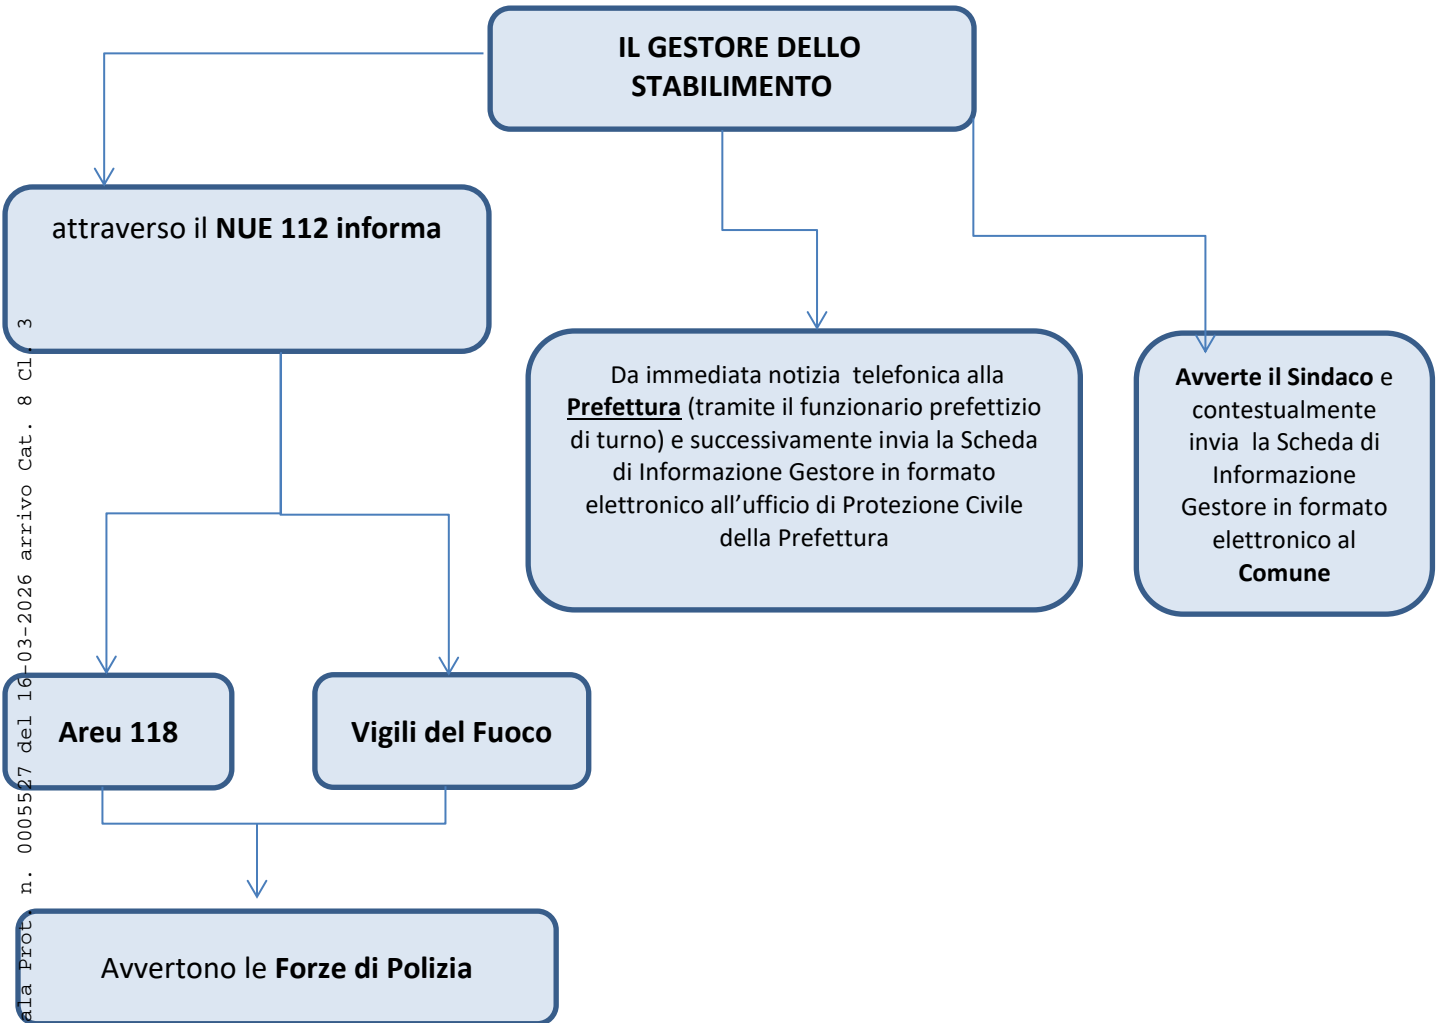 IL GESTORE DELLO
STABILIMENTO
attraverso il NUE 112 informa
Da immediata notizia telefonica alla
Prefettura (tramite il funzionario prefettizio
di turno) e successivamente invia la Scheda
di Informazione Gestore in formato
elettronico all’ufficio di Protezione Civile
della Prefettura
Avverte il Sindaco e
contestualmente
invia la Scheda di
Informazione
Gestore in formato
elettronico al
Comune
Areu 118
Vigili del Fuoco
Avvertono le Forze di Polizia
ala Prot. n. 0005527 del 16-03-2026 arrivo Cat. 8 Cl. 3